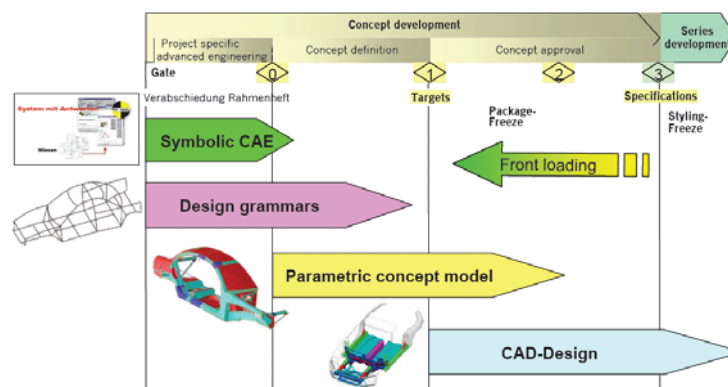 Concept development
Series
development
Project specific
advanced engineering
Concept definition
Concept approval
Gate
0
1
2
3
Verabschiedung Rahmenheft
Targets
Specifications
Package-
Freeze
Styling-
Freeze
System mit Antworten
Wissen
Symbolic CAE
Front loading
Design grammars
Parametric concept model
CAD-Design